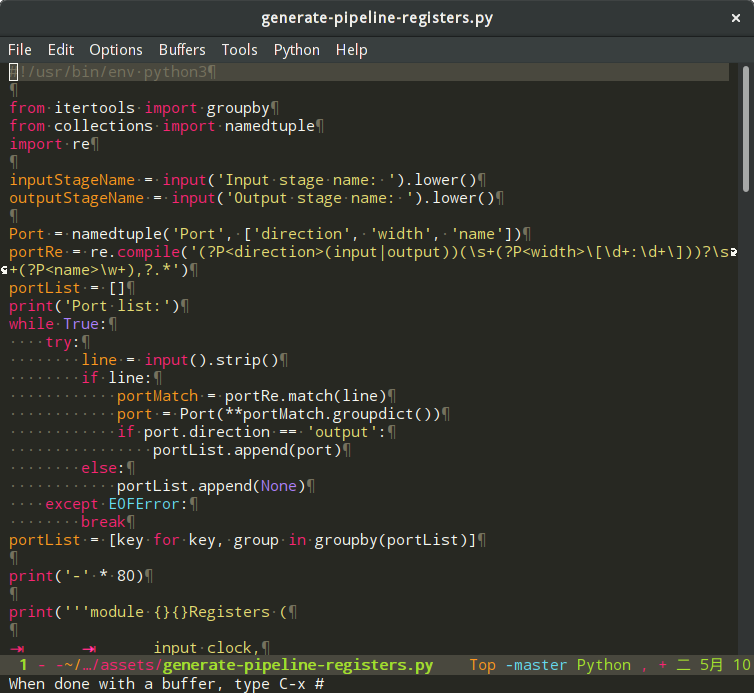 generate-pipeline-registers.py ×
File Edit Options Buffers Tools Python Help
#!/usr/bin/env·python3¶
¶
from·itertools·import·groupby¶
from·collections·import·namedtuple¶
import·re¶
¶
inputStageName·=·input('Input·stage·name:·').lower()¶
outputStageName·=·input('Output·stage·name:·').lower()¶
¶
Port·=·namedtuple('Port',·['direction',·'width',·'name'])¶
portRe·=·re.compile('(?P<direction>(input|output))(\s+(?P<width>\[\d+:\d+\]))?\s
+(?P<name>\w+),?.*')¶
portList·=·[]¶
print('Port·list:')¶
while·True:¶
····try:¶
········line·=·input().strip()¶
········if·line:¶
············portMatch·=·portRe.match(line)¶
············port·=·Port(**portMatch.groupdict())¶
············if·port.direction·==·'output':¶
················portList.append(port)¶
········else:¶
············portList.append(None)¶
····except·EOFError:¶
········break¶
portList·=·[key·for·key,·group·in·groupby(portList)]¶
¶
print('-'·*·80)¶
¶
print('''module·{}{}Registers·(¶
¶
⇥ ⇥ input·clock,¶
1 - -~/…/assets/generate-pipeline-registers.py Top -master Python , + 二 5月 10
When done with a buffer, type C-x #